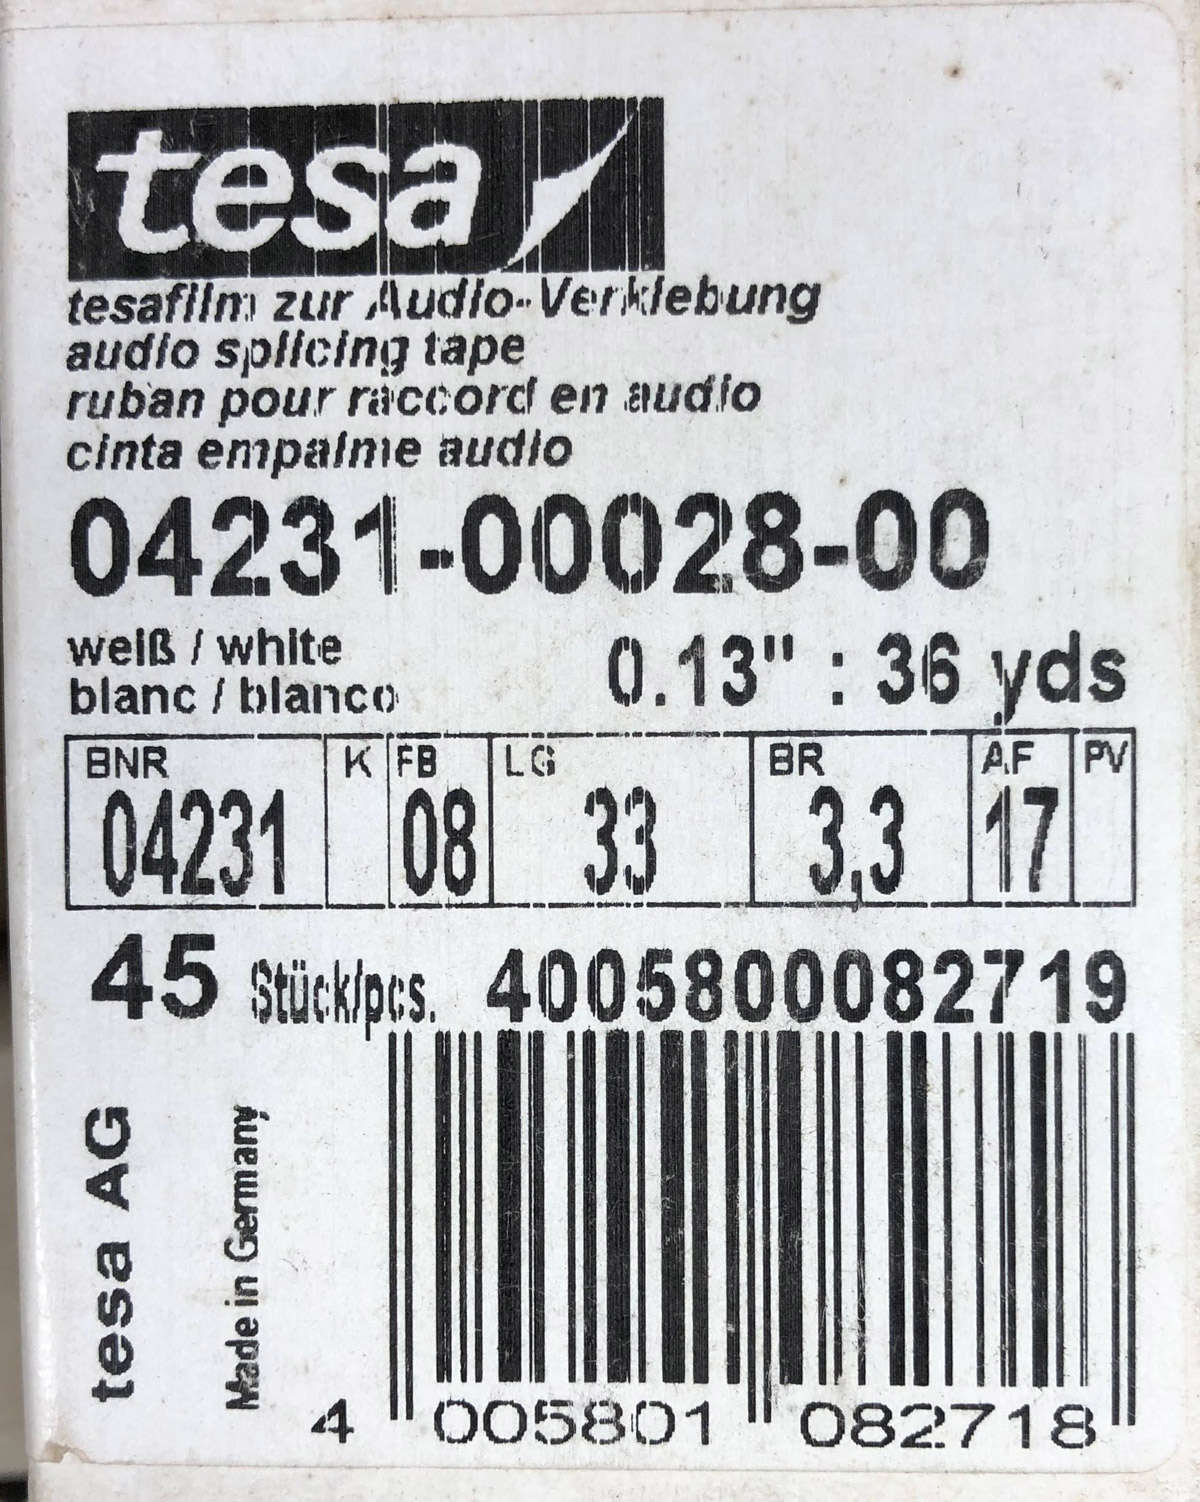 tesa
tesafilm zur Audio-Verklebung
audio splicing tape
ruban pour raccord en audio
cinta empalme audio
04231-00028-00
weiß / white
blanc / blanco
0.13" : 36 yds
BNR K FB LG BR AF PV
04231 08 33 3,3 17
45 Stück/pcs. 4005800082719
tesa AG
Made in Germany
4 005801 082718